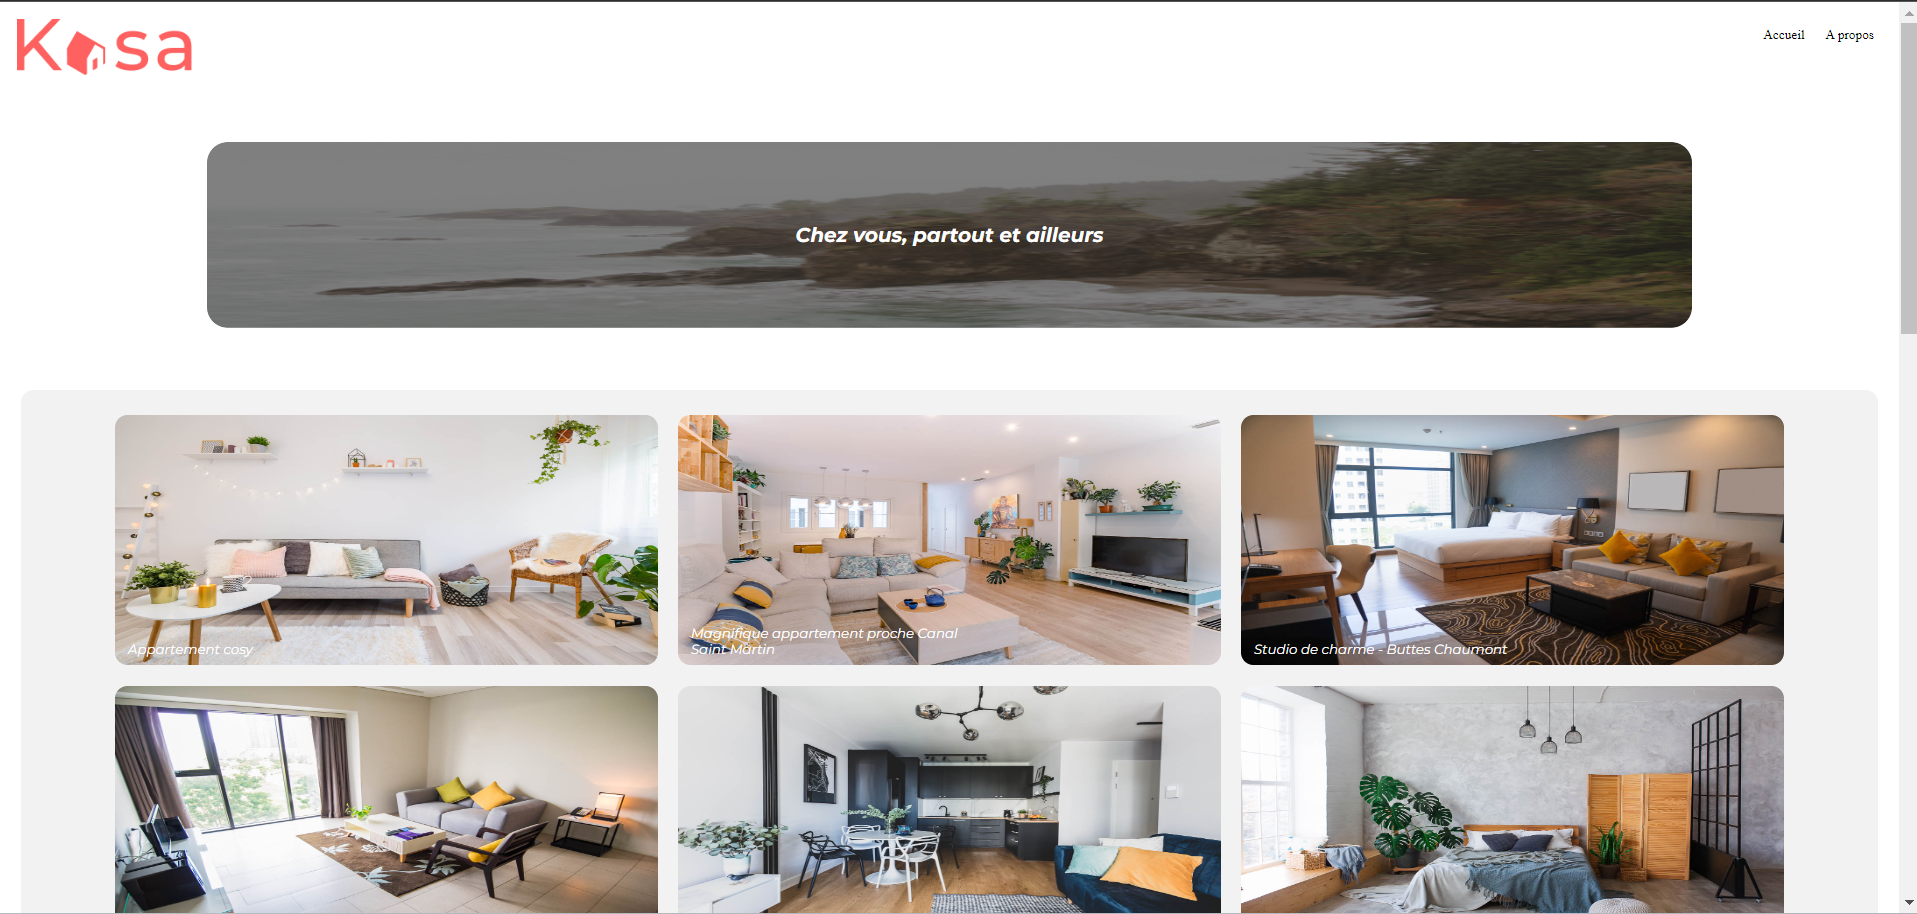 Kasa
Accueil A propos
Chez vous, partout et ailleurs
Appartement cosy
Magnifique appartement proche Canal
Saint Martin
Studio de charme - Buttes Chaumont